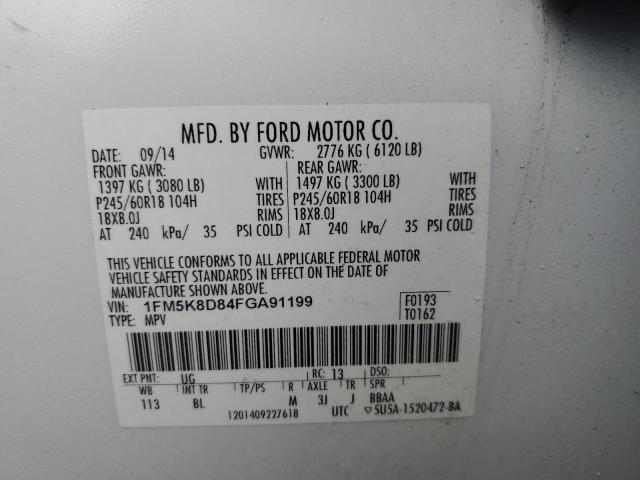 MFD. BY FORD MOTOR CO.
DATE: 09/14 GVWR: 2776 KG ( 6120 LB)
FRONT GAWR: REAR GAWR:
1397 KG ( 3080 LB) WITH 1497 KG ( 3300 LB) WITH
P245/60R18 104H TIRES P245/60R18 104H TIRES
18X8.0J RIMS 18X8.0J RIMS
AT 240 kPa/ 35 PSI COLD AT 240 kPa/ 35 PSI COLD
THIS VEHICLE CONFORMS TO ALL APPLICABLE FEDERAL MOTOR
VEHICLE SAFETY STANDARDS IN EFFECT ON THE DATE OF
MANUFACTURE SHOWN ABOVE.
VIN: 1FM5K8D84FGA91199 F0193
TYPE: MPV T0162
EXT PNT: UG RC: 13 DSO:
WB INT TR TP/PS R AXLE TR SPR
113 BL M 3J J BBAA
1201409227618 UTC ▽5U5A-1520472-BA